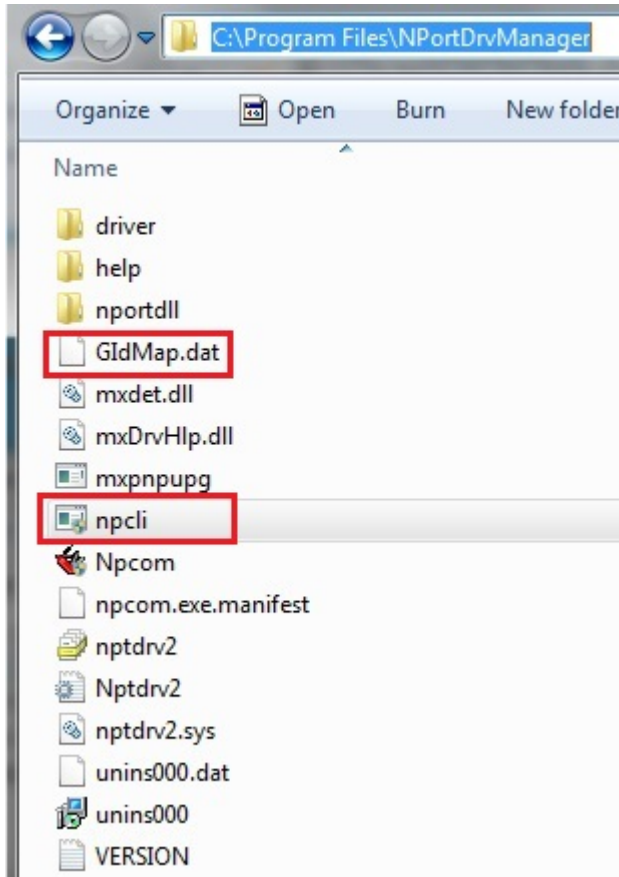 C:\Program Files\NPortDrvManager
Organize Open Burn New folder
Name
driver
help
nportdll
GIdMap.dat
mxdet.dll
mxDrvHlp.dll
mxpnpupg
npcli
Npcom
npcom.exe.manifest
nptdrv2
Nptdrv2
nptdrv2.sys
unins000.dat
unins000
VERSION